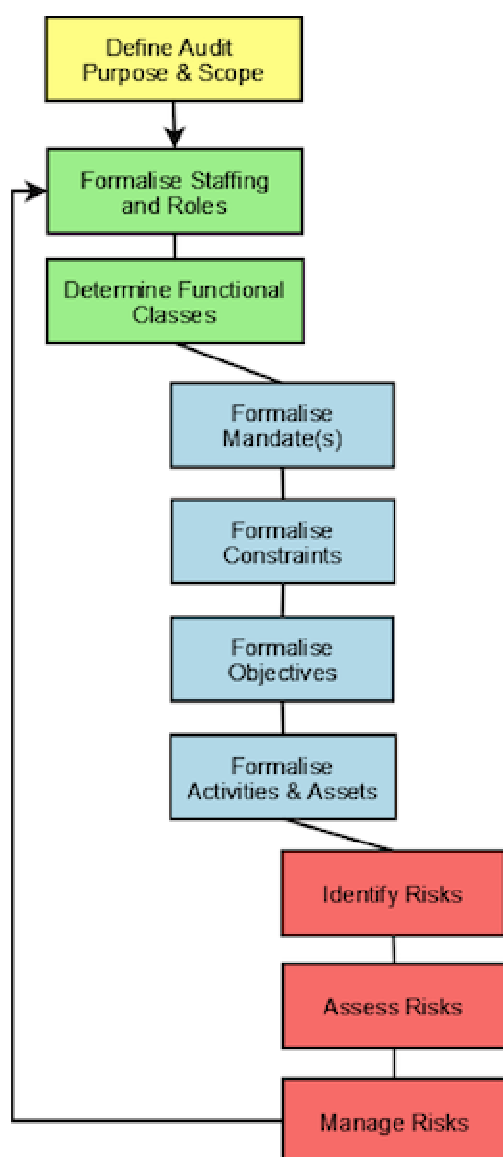 Define Audit
Purpose & Scope
Formalise Staffing
and Roles
Determine Functional
Classes
Formalise
Mandate(s)
Formalise
Constraints
Formalise
Objectives
Formalise
Activities & Assets
Identify Risks
Assess Risks
Manage Risks